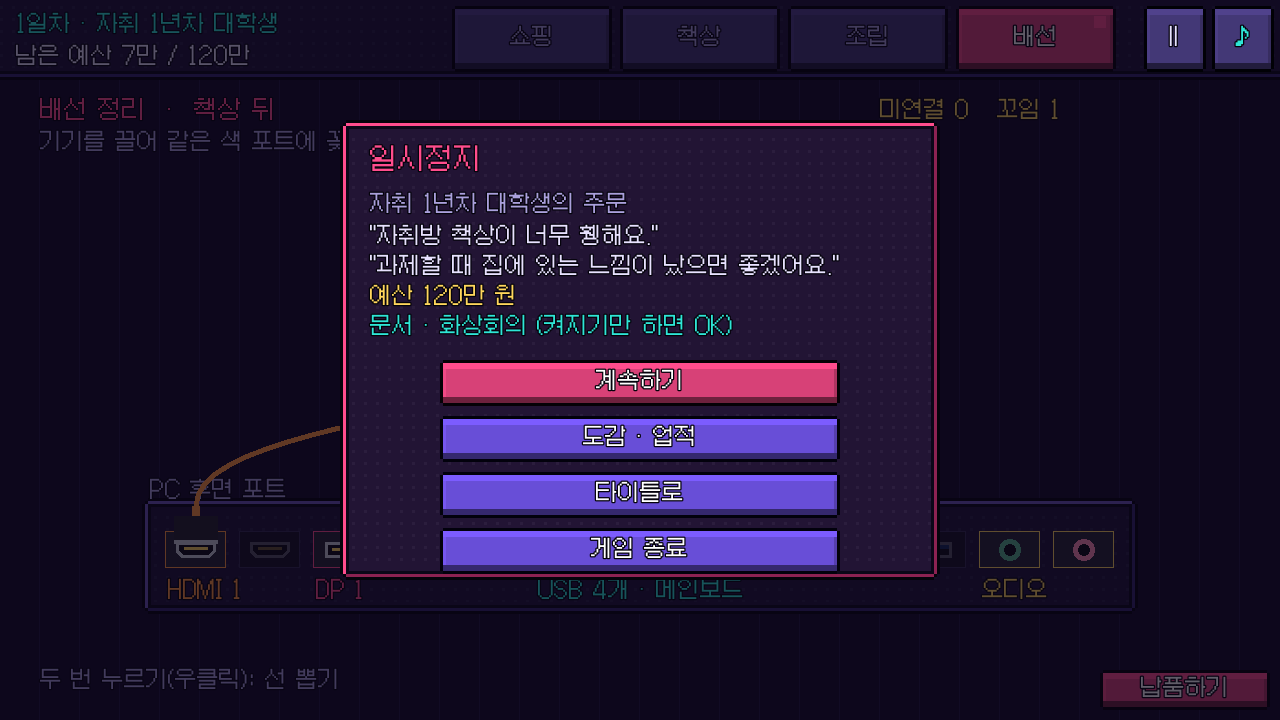 1일차 · 자취 1년차 대학생
남은 예산 7만 / 120만
쇼핑
책상
조립
배선
배선 정리 · 책상 뒤
미연결 0 꼬임 1
기기를 끌어 같은 색 포트에
일시정지
자취 1년차 대학생의 주문
"자취방 책상이 너무 휑해요."
"과제할 때 집에 있는 느낌이 났으면 좋겠어요."
예산 120만 원
문서 · 화상회의 (켜지기만 하면 OK)
계속하기
도감 · 업적
타이틀로
게임 종료
PC 후면 포트
HDMI 1
DP 1
USB 4개 · 메인보드
오디오
두 번 누르기(우클릭): 선 뽑기
납품하기